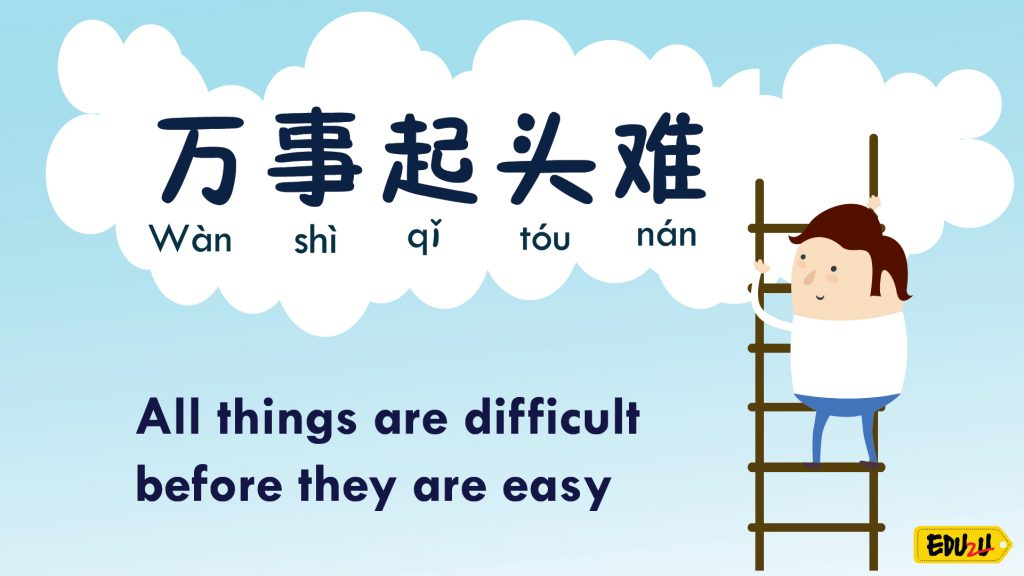 万事起头难
Wàn shì qǐ tóu nán
All things are difficult
before they are easy
EDU2U